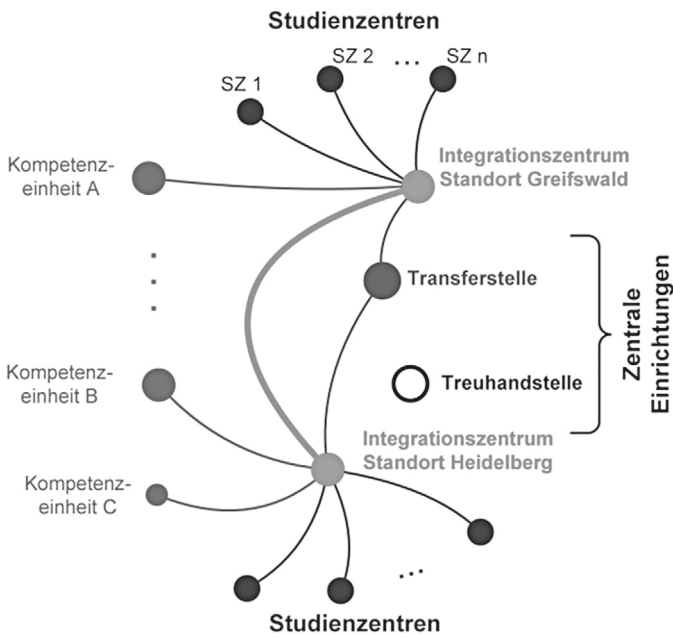 Studienzentren
SZ 1
SZ 2
...
SZ n
Integrationszentrum
Standort Greifswald
Kompetenz-
einheit A
Transferstelle
Zentrale
Einrichtungen
Kompetenz-
einheit B
Treuhandstelle
Integrationszentrum
Standort Heidelberg
Kompetenz-
einheit C
...
Studienzentren